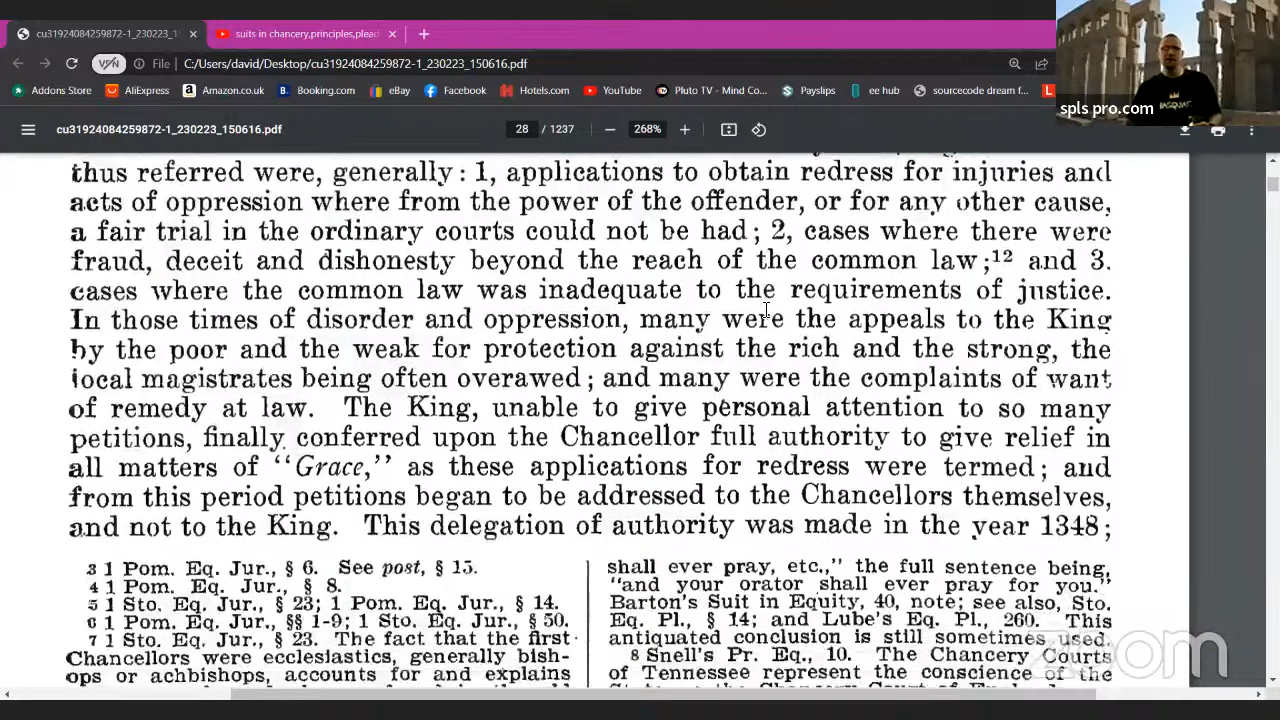 cu31924084259872-1_230223_1
suits in chancery,principles,plead
VPN
File
C:/Users/david/Desktop/cu31924084259872-1_230223_150616.pdf
Addons Store
AliExpress
Amazon.co.uk
Booking.com
eBay
Facebook
Hotels.com
YouTube
Pluto TV - Mind Co...
Payslips
ee hub
sourcecode dream f...
spls pro.com
cu31924084259872-1_230223_150616.pdf
28 / 1237
268%
thus referred were, generally: 1, applications to obtain redress for injuries and
acts of oppression where from the power of the offender, or for any other cause,
a fair trial in the ordinary courts could not be had; 2, cases where there were
fraud, deceit and dishonesty beyond the reach of the common law;12 and 3.
cases where the common law was inadequate to the requirements of justice.
In those times of disorder and oppression, many were the appeals to the King
by the poor and the weak for protection against the rich and the strong, the
local magistrates being often overawed; and many were the complaints of want
of remedy at law. The King, unable to give personal attention to so many
petitions, finally conferred upon the Chancellor full authority to give relief in
all matters of "Grace," as these applications for redress were termed; and
from this period petitions began to be addressed to the Chancellors themselves,
and not to the King. This delegation of authority was made in the year 1348;
3 1 Pom. Eq. Jur., § 6. See post, § 15.
4 1 Pom. Eq. Jur., § 8.
5 1 Sto. Eq. Jur., § 23; 1 Pom. Eq. Jur., § 14.
6 1 Pom. Eq. Jur., §§ 1-9; 1 Sto. Eq. Jur., § 50.
7 1 Sto. Eq. Jur., § 23. The fact that the first
Chancellors were ecclesiastics, generally bish-
ops or achbishops, accounts for and explains
shall ever pray, etc.," the full sentence being,
"and your orator shall ever pray for you."
Barton's Suit in Equity, 40, note; see also, Sto.
Eq. Pl., § 14; and Lube's Eq. Pl., 260. This
antiquated conclusion is still sometimes used.
8 Snell's Pr. Eq., 10. The Chancery Courts
of Tennessee represent the conscience of the
zoom